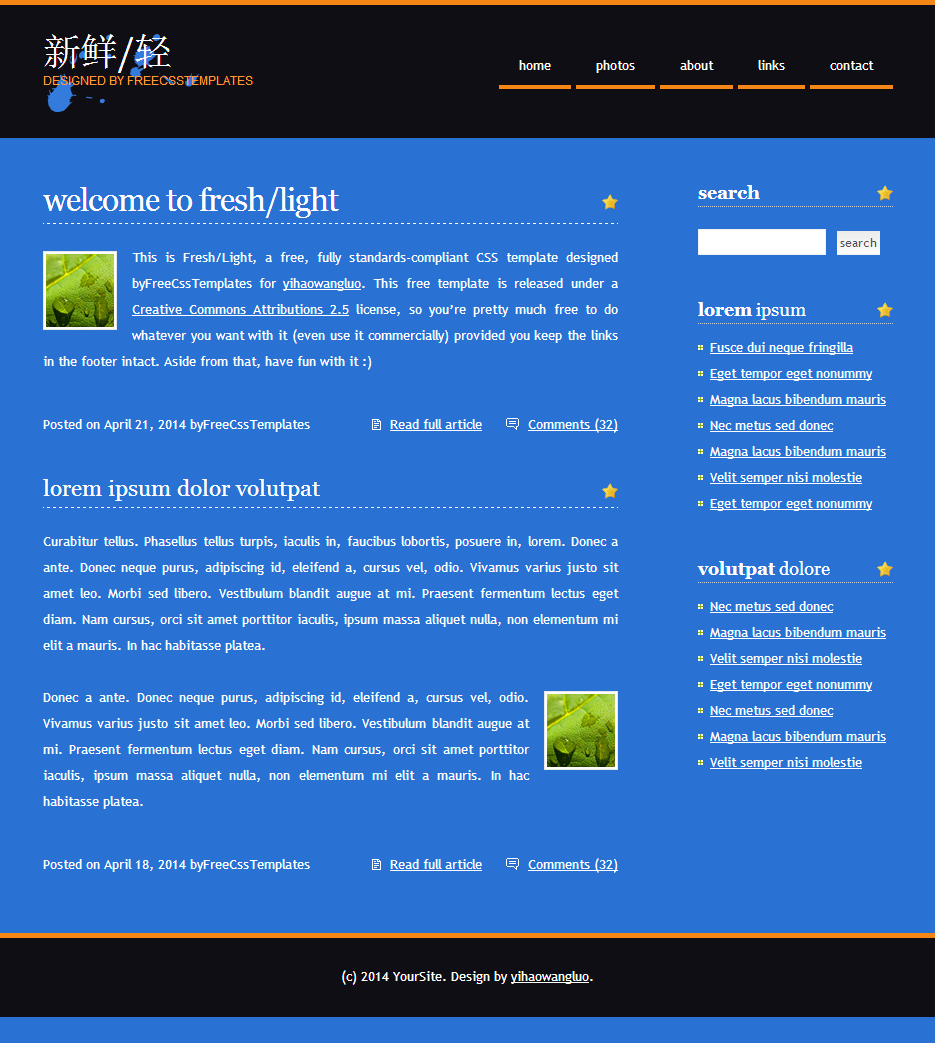 新鲜/轻
DESIGNED BY FREECSSTEMPLATES
home photos about links contact
welcome to fresh/light
This is Fresh/Light, a free, fully standards-compliant CSS template designed
byFreeCssTemplates for yihaowangluo. This free template is released under a
Creative Commons Attributions 2.5 license, so you're pretty much free to do
whatever you want with it (even use it commercially) provided you keep the links
in the footer intact. Aside from that, have fun with it :)
Posted on April 21, 2014 byFreeCssTemplates Read full article Comments (32)
lorem ipsum dolor volutpat
Curabitur tellus. Phasellus tellus turpis, iaculis in, faucibus lobortis, posuere in, lorem. Donec a
ante. Donec neque purus, adipiscing id, eleifend a, cursus vel, odio. Vivamus varius justo sit
amet leo. Morbi sed libero. Vestibulum blandit augue at mi. Praesent fermentum lectus eget
diam. Nam cursus, orci sit amet porttitor iaculis, ipsum massa aliquet nulla, non elementum mi
elit a mauris. In hac habitasse platea.
Donec a ante. Donec neque purus, adipiscing id, eleifend a, cursus vel, odio.
Vivamus varius justo sit amet leo. Morbi sed libero. Vestibulum blandit augue at
mi. Praesent fermentum lectus eget diam. Nam cursus, orci sit amet porttitor
iaculis, ipsum massa aliquet nulla, non elementum mi elit a mauris. In hac
habitasse platea.
Posted on April 18, 2014 byFreeCssTemplates Read full article Comments (32)
search
search
lorem ipsum
Fusce dui neque fringilla
Eget tempor eget nonummy
Magna lacus bibendum mauris
Nec metus sed donec
Magna lacus bibendum mauris
Velit semper nisi molestie
Eget tempor eget nonummy
volutpat dolore
Nec metus sed donec
Magna lacus bibendum mauris
Velit semper nisi molestie
Eget tempor eget nonummy
Nec metus sed donec
Magna lacus bibendum mauris
Velit semper nisi molestie
(c) 2014 YourSite. Design by yihaowangluo.